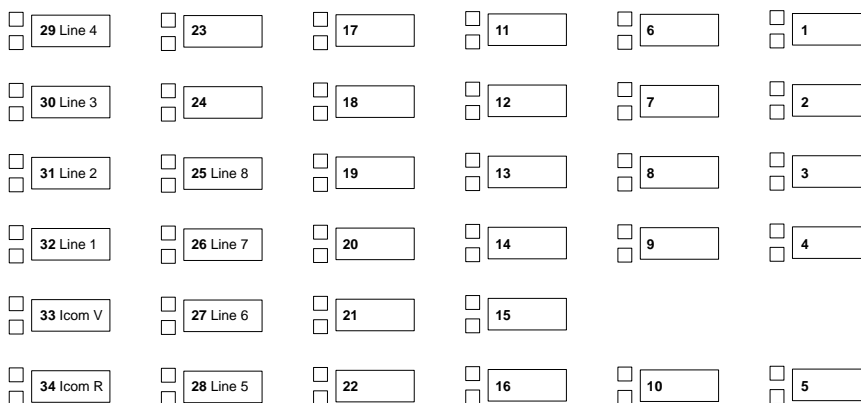 29 Line 4 23 17 11 6 1
30 Line 3 24 18 12 7 2
31 Line 2 25 Line 8 19 13 8 3
32 Line 1 26 Line 7 20 14 9 4
33 Icom V 27 Line 6 21 15
34 Icom R 28 Line 5 22 16 10 5